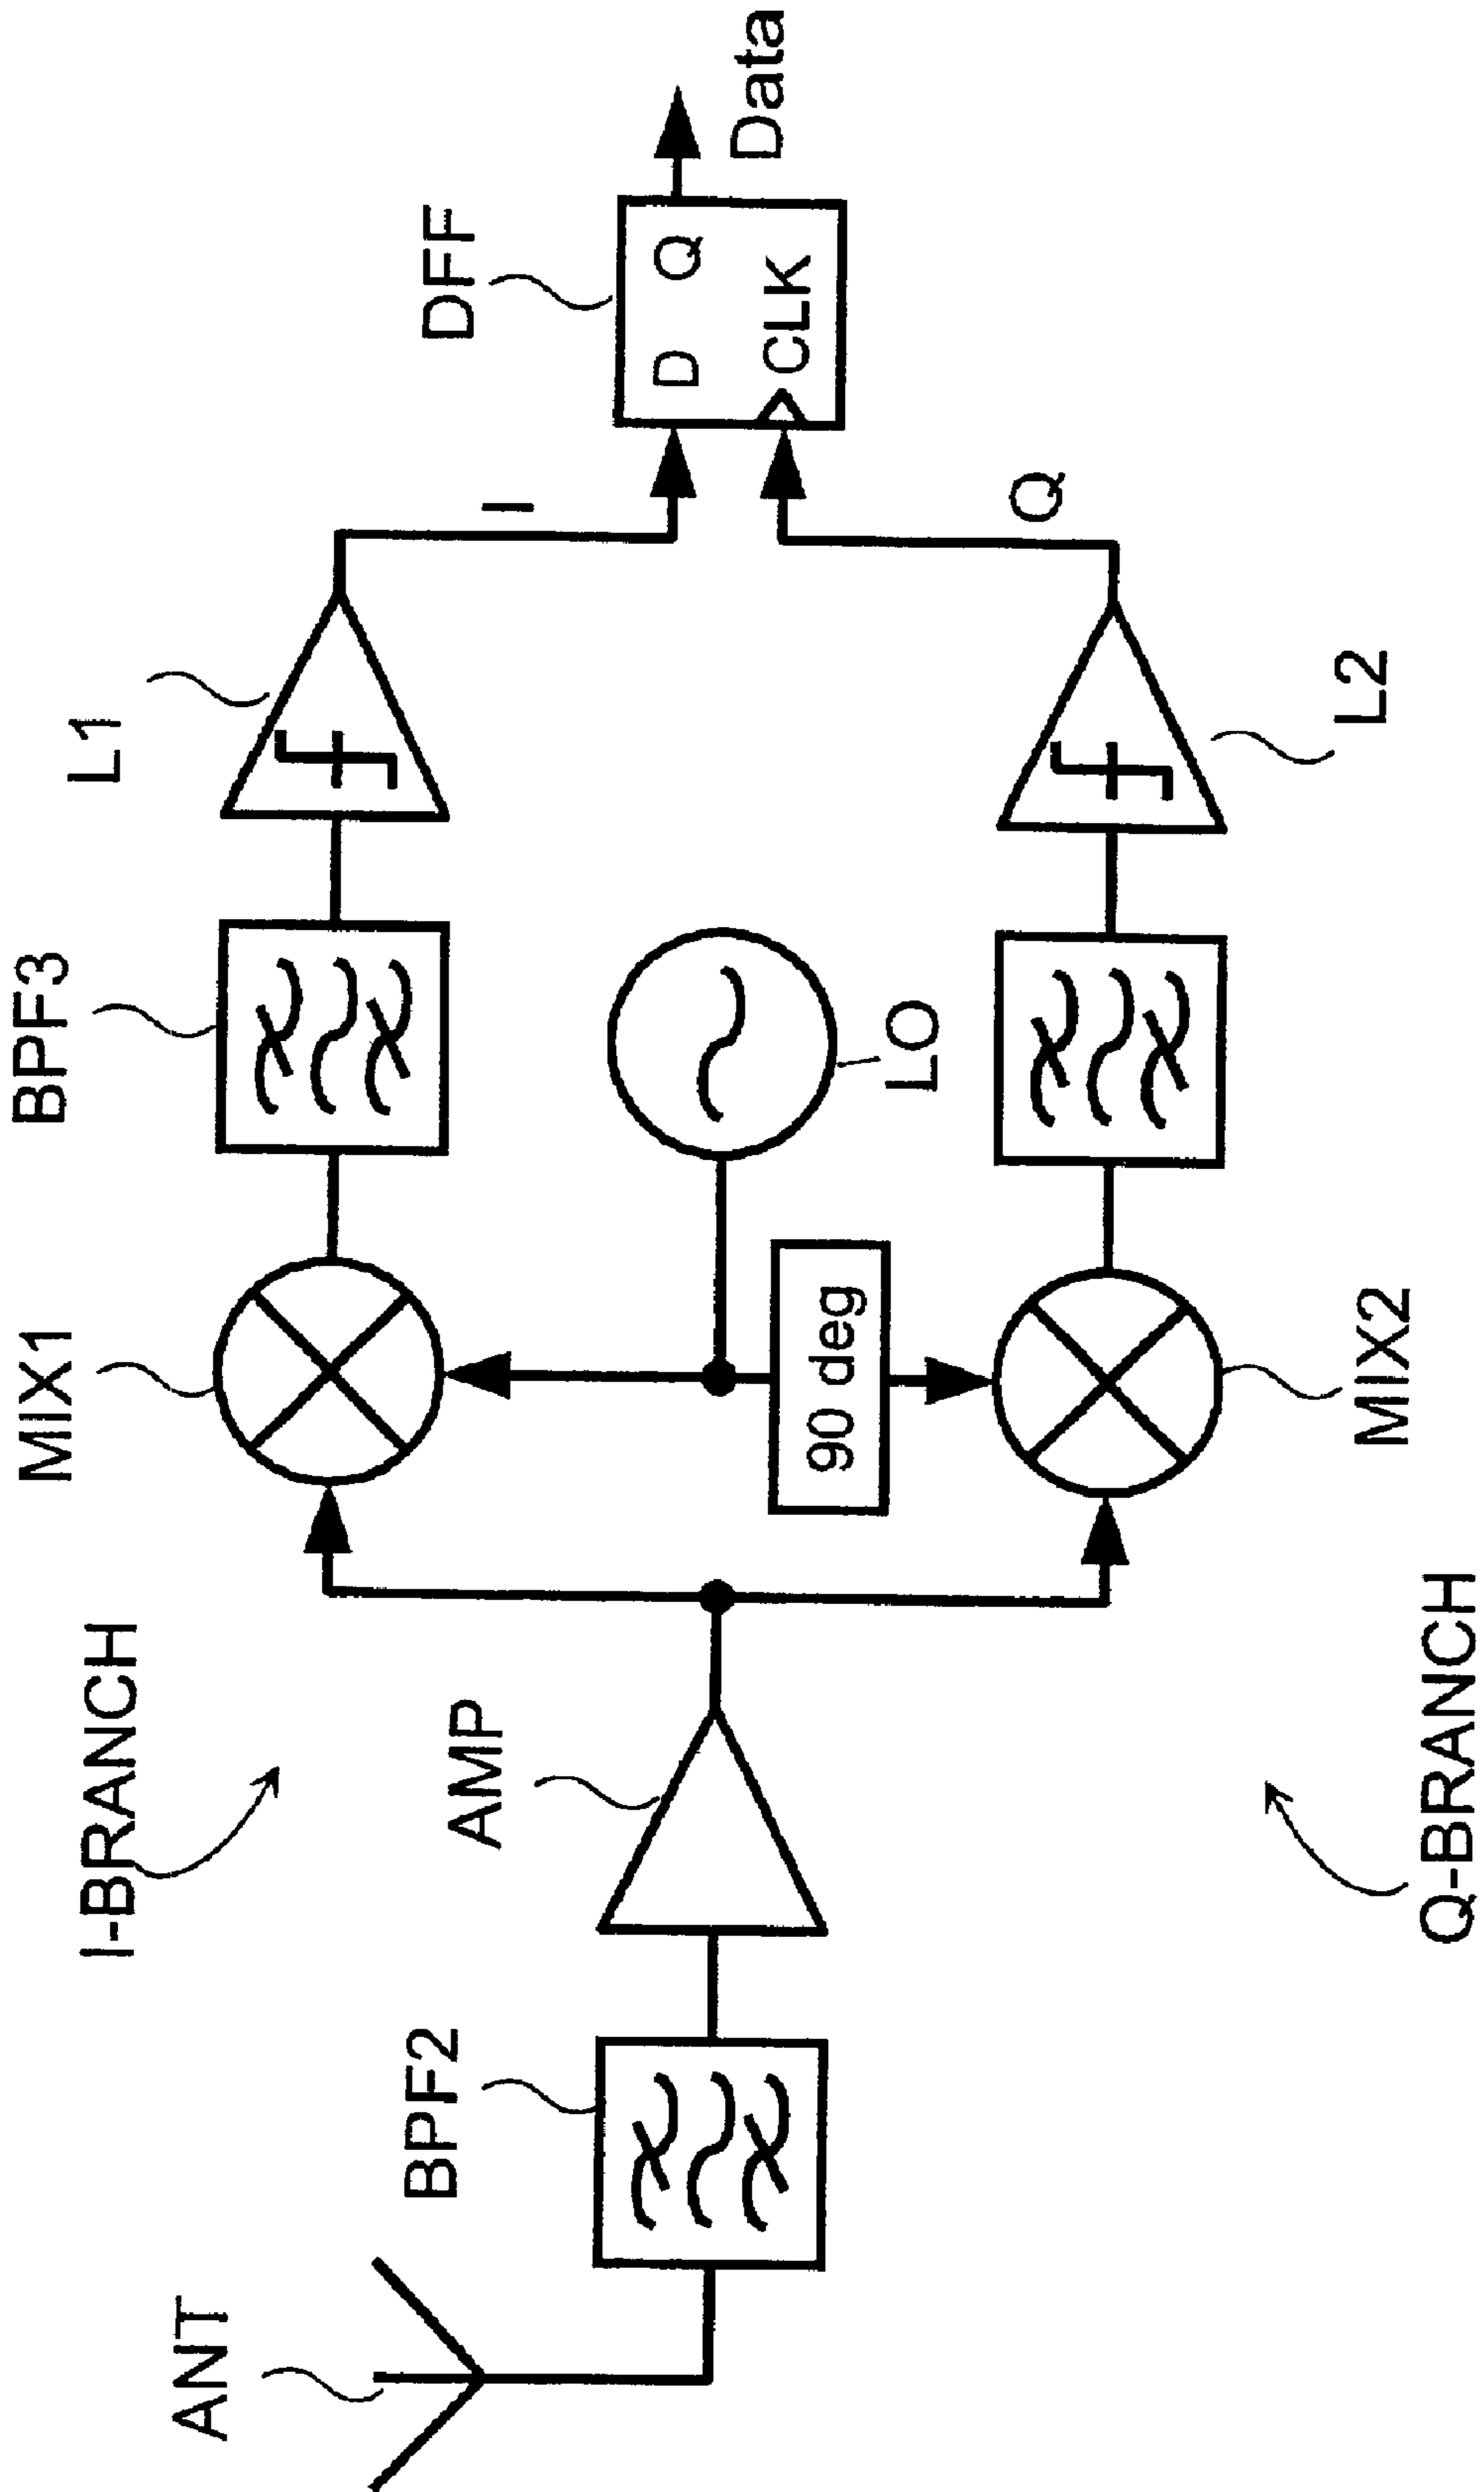 ANT
BPF2
AMP
I-BRANCH
Q-BRANCH
MIX1
90 deg
MIX2
BPF3
LO
L1
L2
I
Q
DFF
D Q
CLK
Data